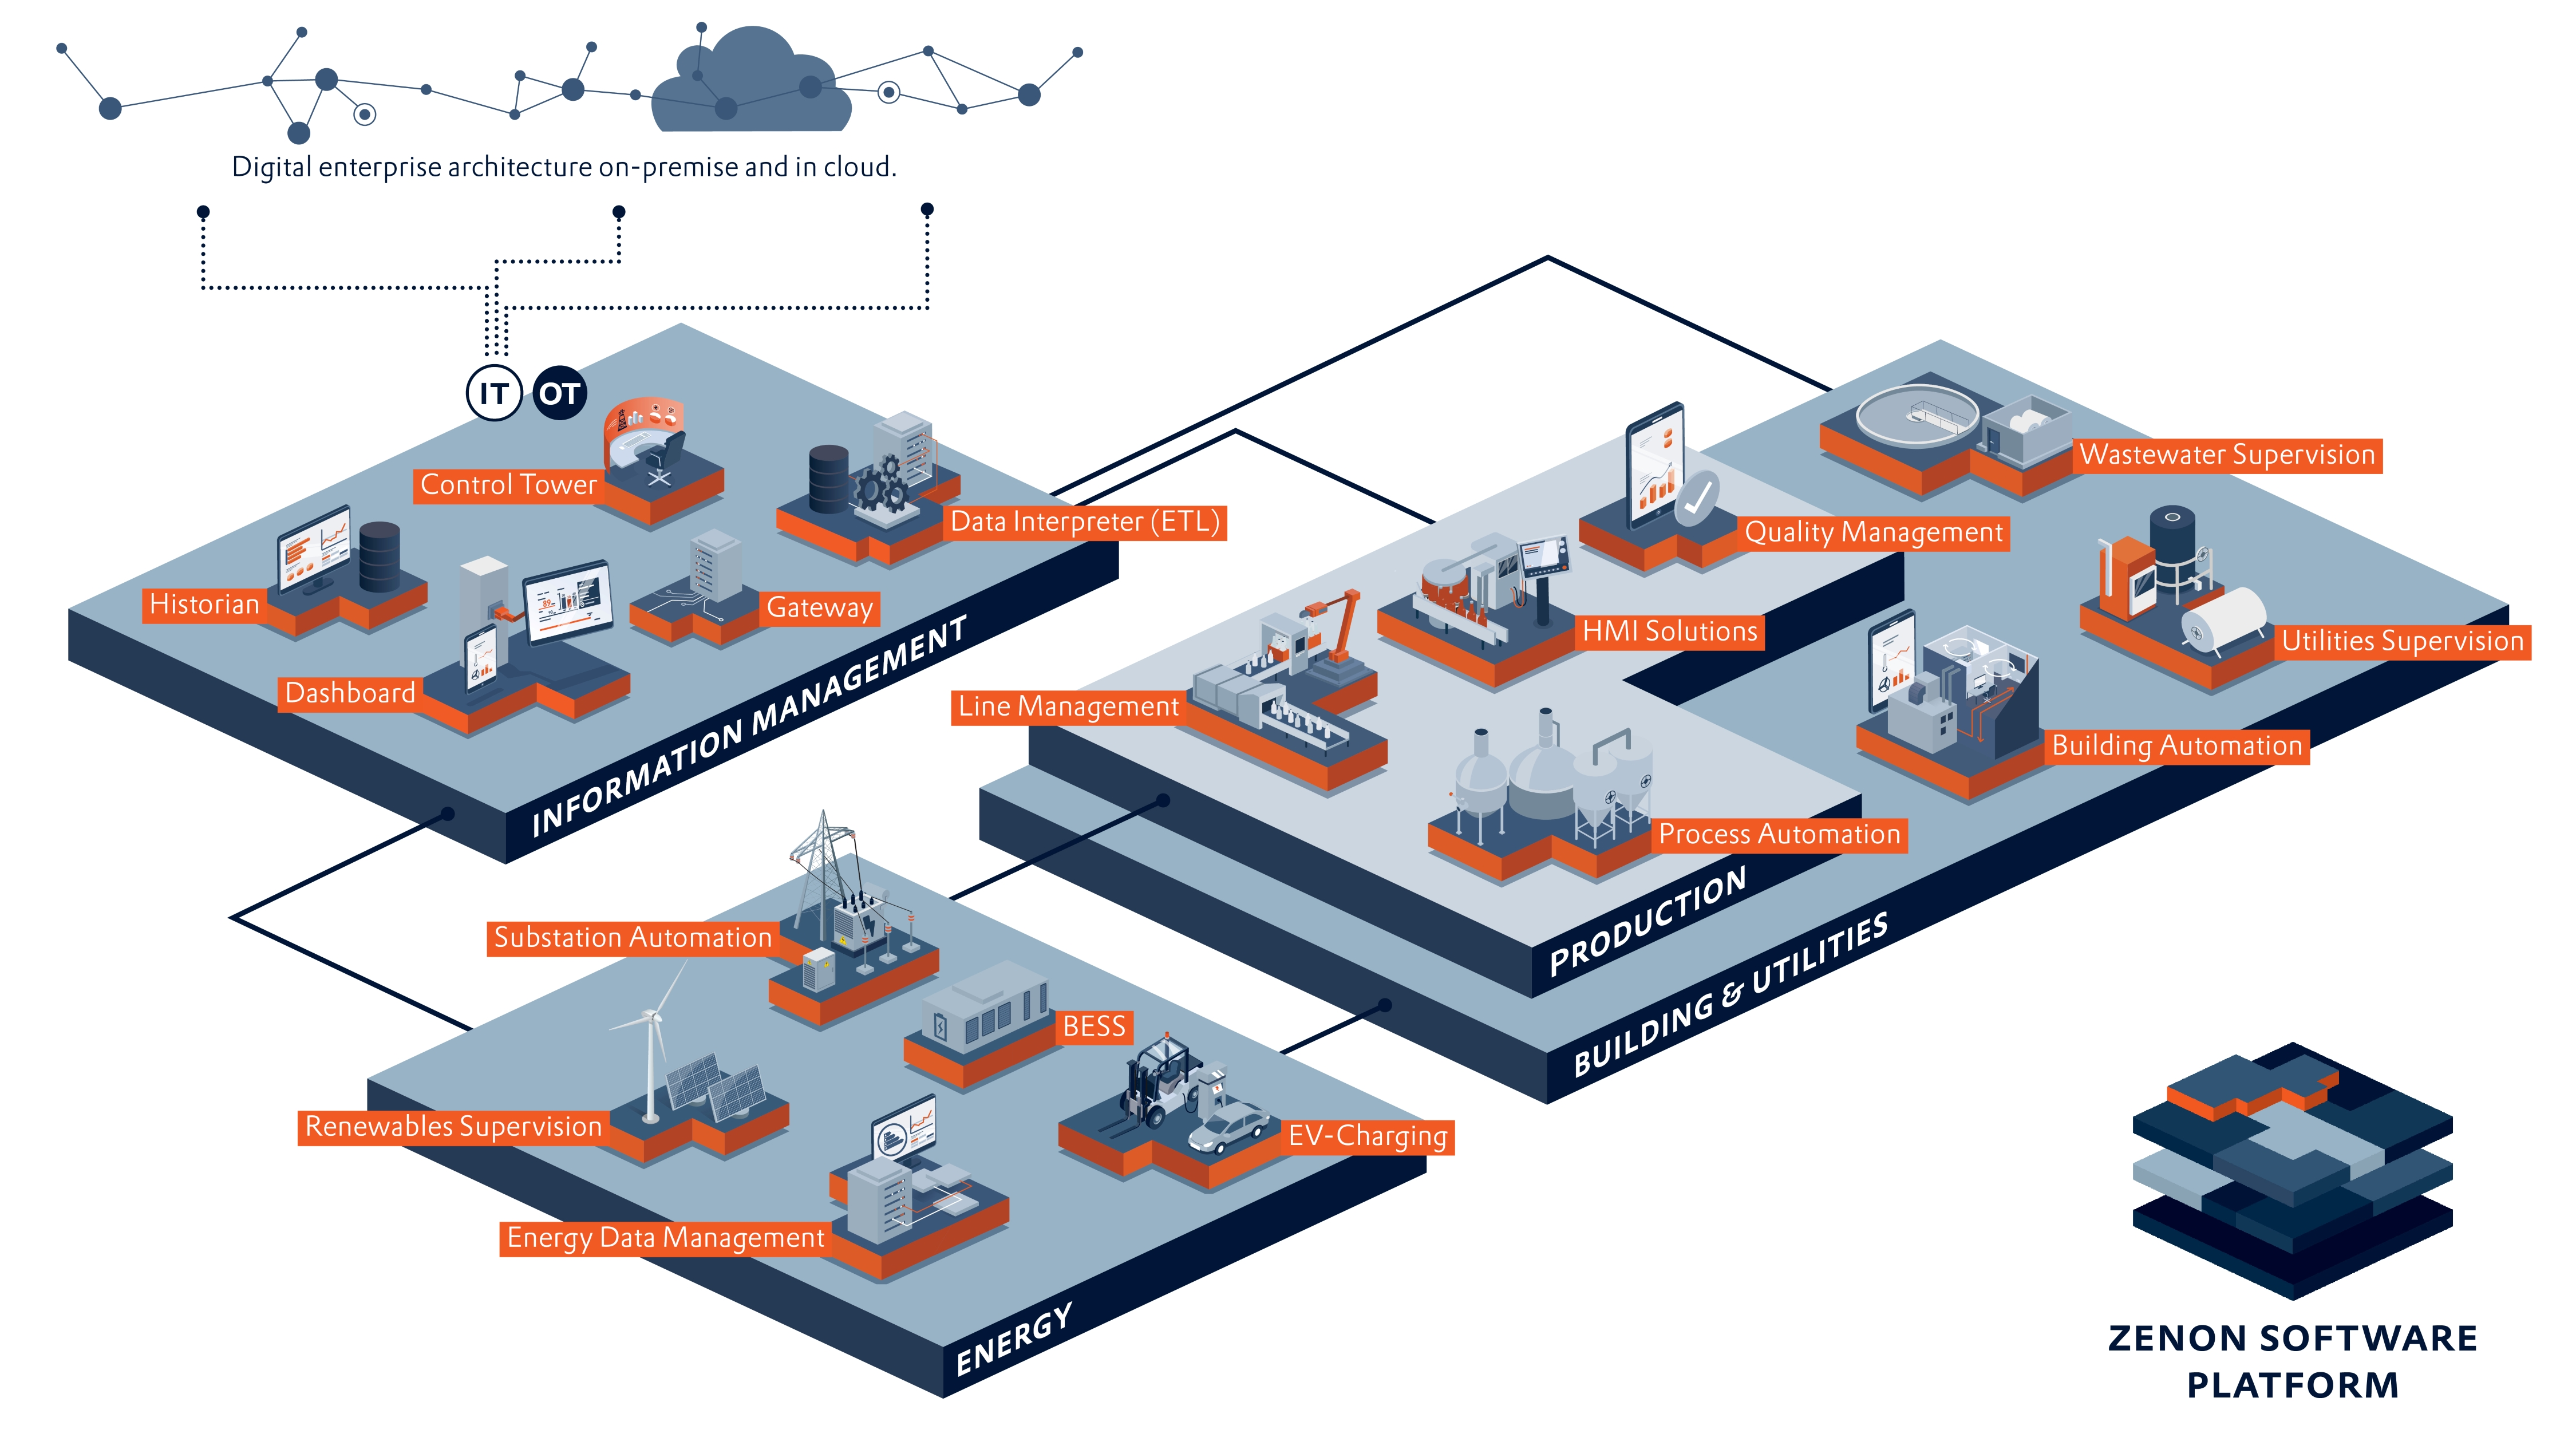 Digital enterprise architecture on-premise and in cloud.
IT OT
Control Tower
Data Interpreter (ETL)
Historian
Gateway
Dashboard
INFORMATION MANAGEMENT
Wastewater Supervision
Quality Management
HMI Solutions
Utilities Supervision
Line Management
Building Automation
Process Automation
PRODUCTION
BUILDING & UTILITIES
Substation Automation
BESS
Renewables Supervision
EV-Charging
Energy Data Management
ENERGY
ZENON SOFTWARE
PLATFORM